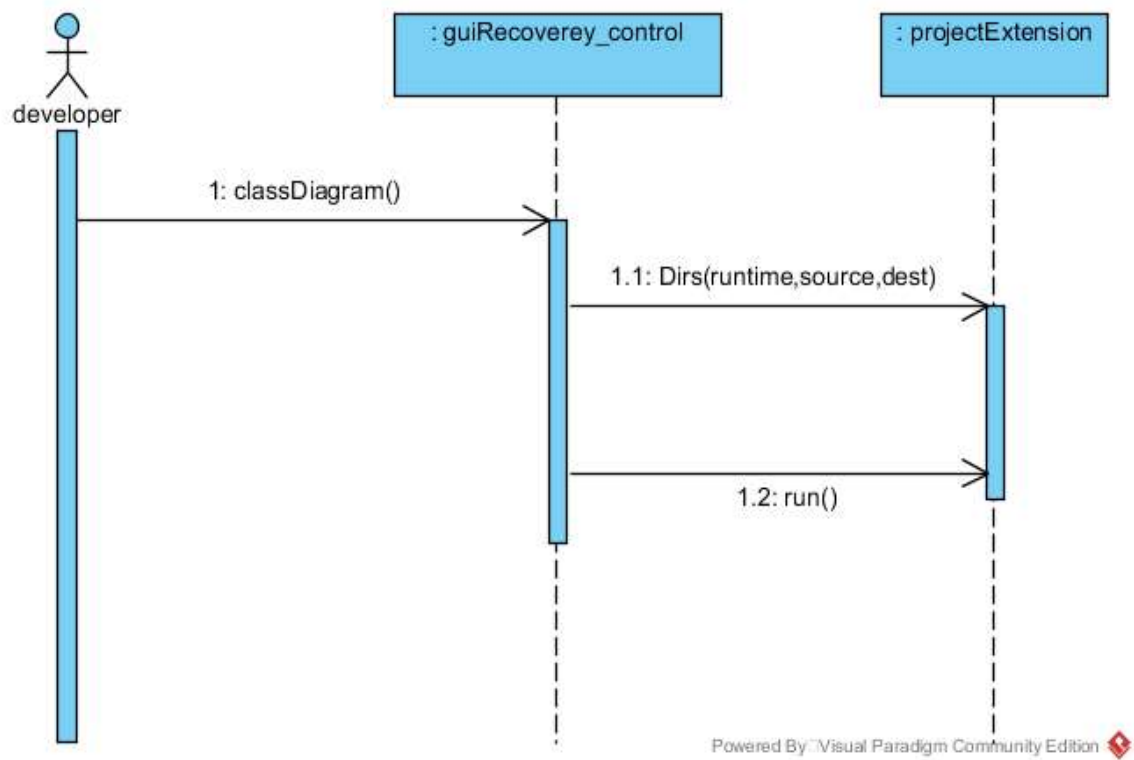 : guiRecoverey_control
: projectExtension
developer
1: classDiagram()
1.1: Dirs(runtime,source,dest)
1.2: run()
Powered By Visual Paradigm Community Edition